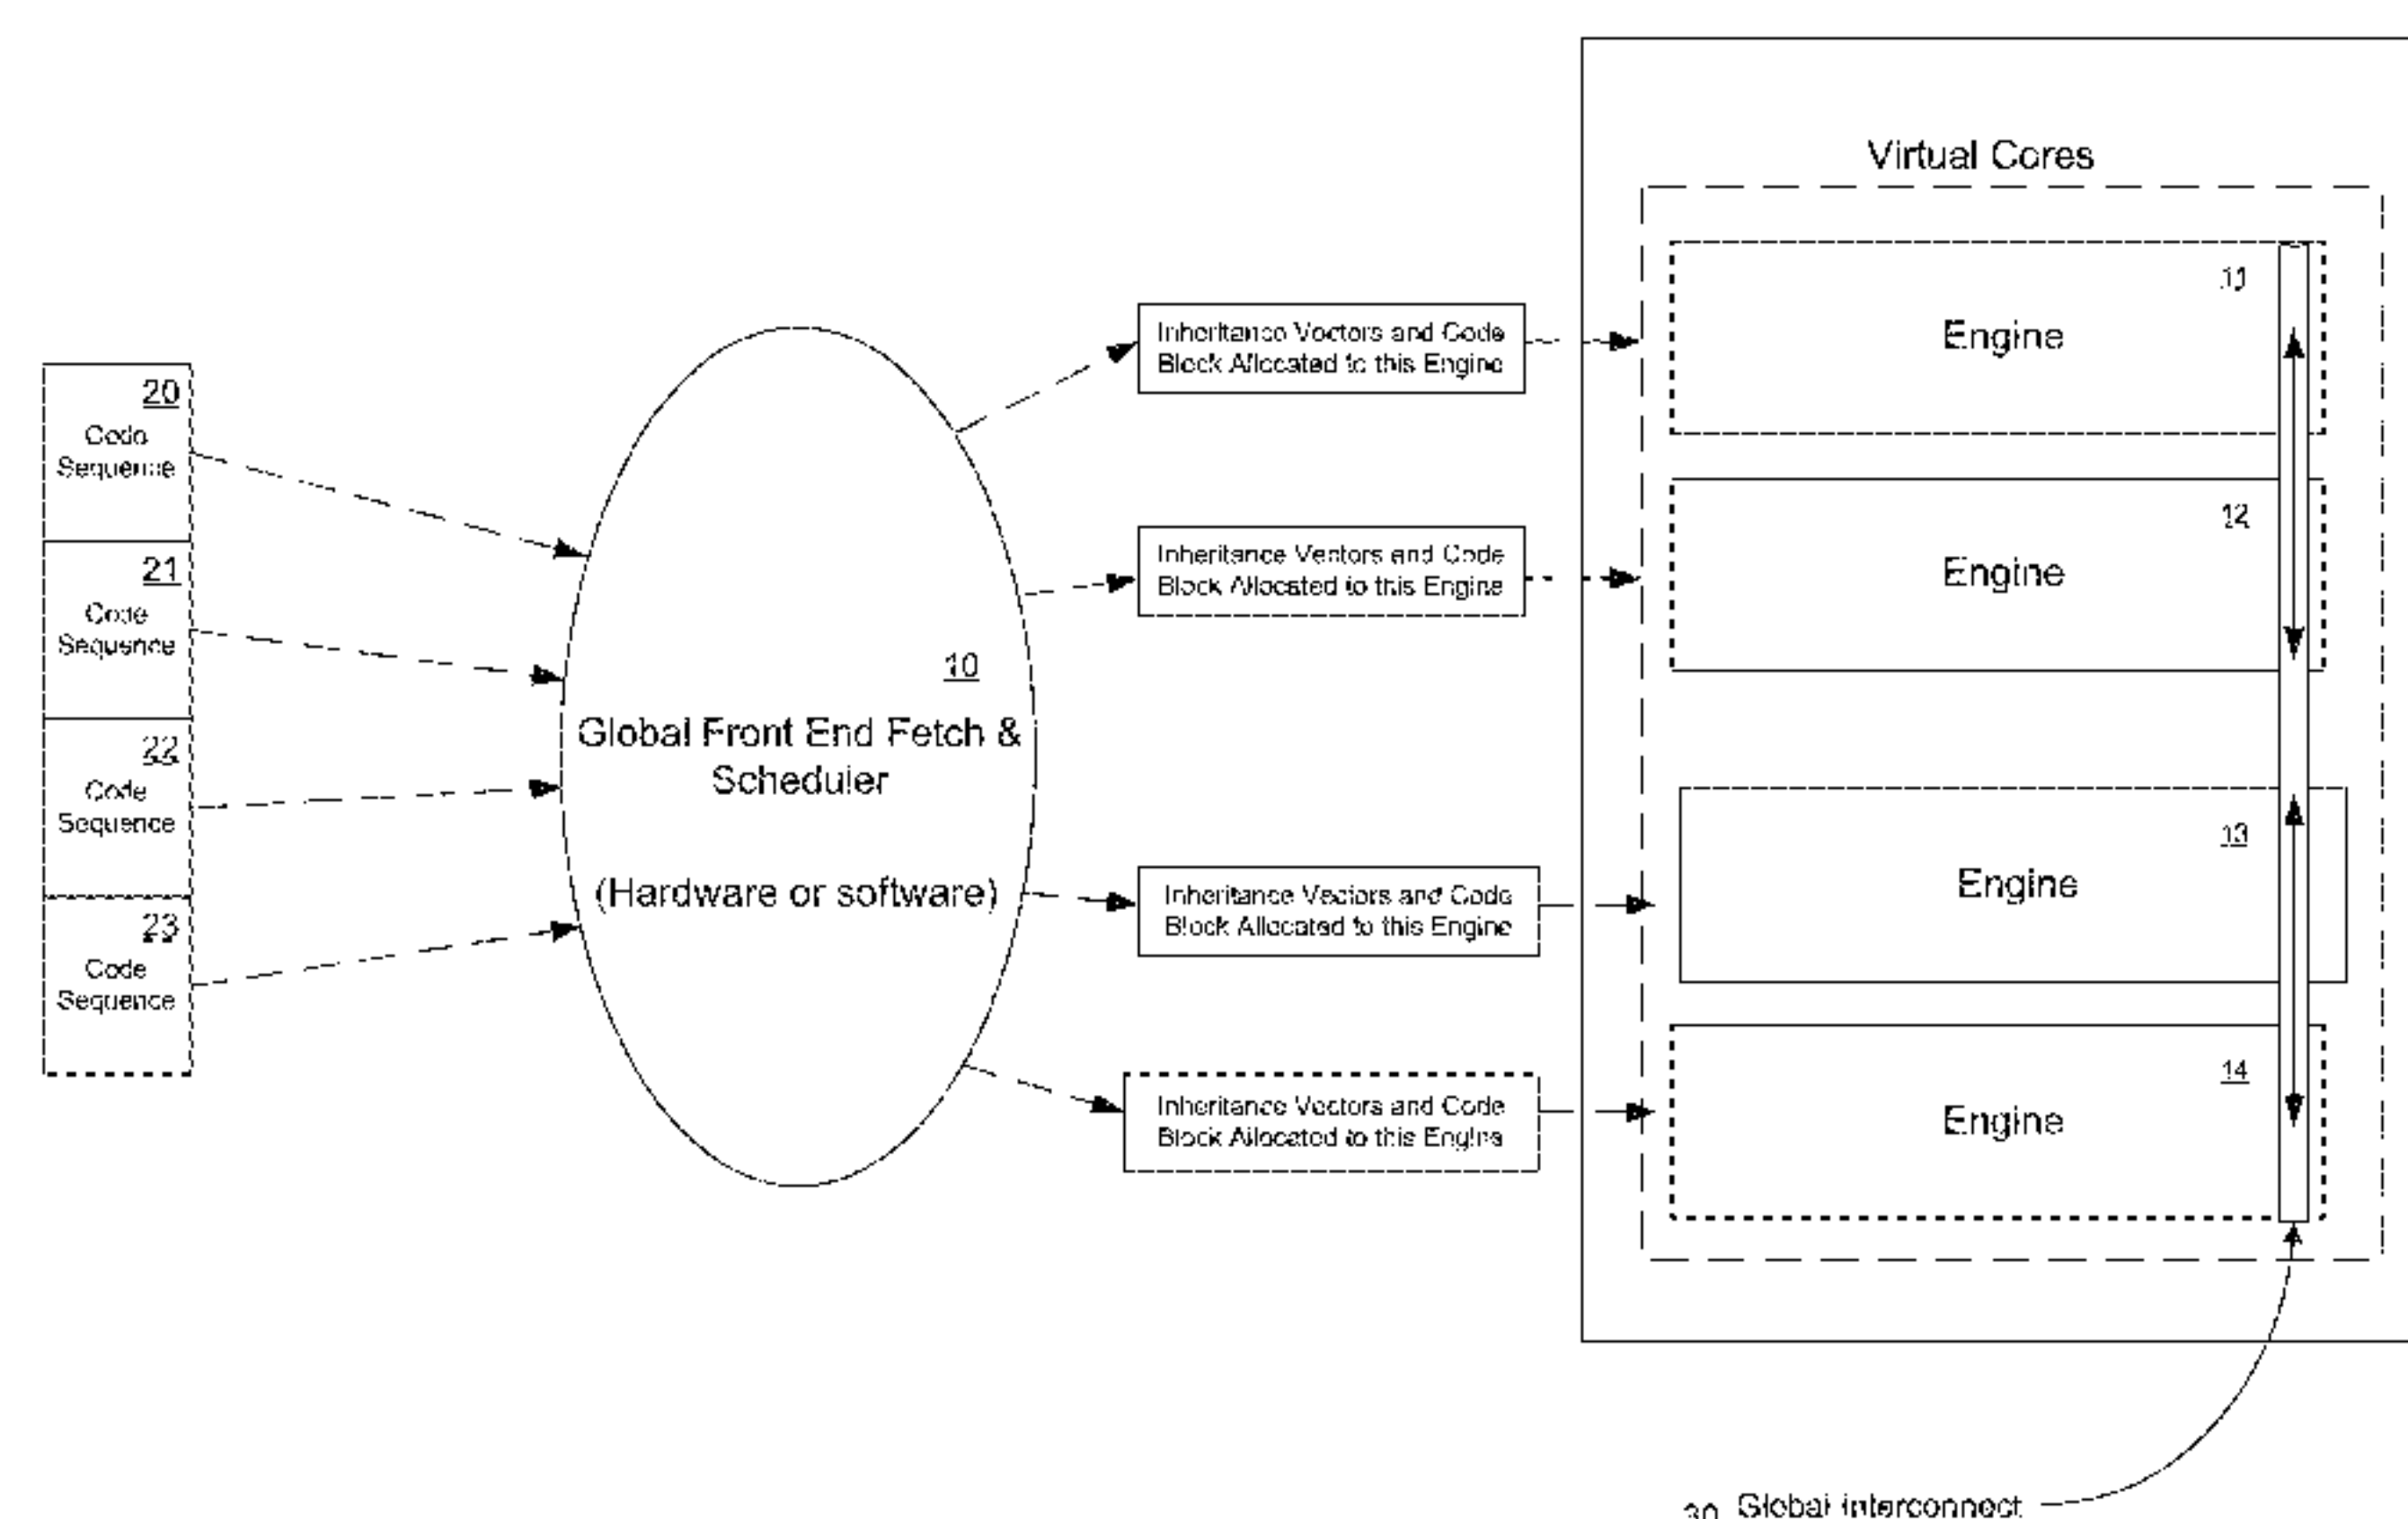 Virtual Cores
20
Code
Sequence
21
Code
Sequence
22
Code
Sequence
23
Code
Sequence
10
Global Front End Fetch &
Scheduler
(Hardware or software)
Inheritance Vectors and Code
Block Allocated to this Engine
Inheritance Vectors and Code
Block Allocated to this Engine
Inheritance Vectors and Code
Block Allocated to this Engine
Inheritance Vectors and Code
Block Allocated to this Engine
11
Engine
12
Engine
13
Engine
14
Engine
30 Global interconnect